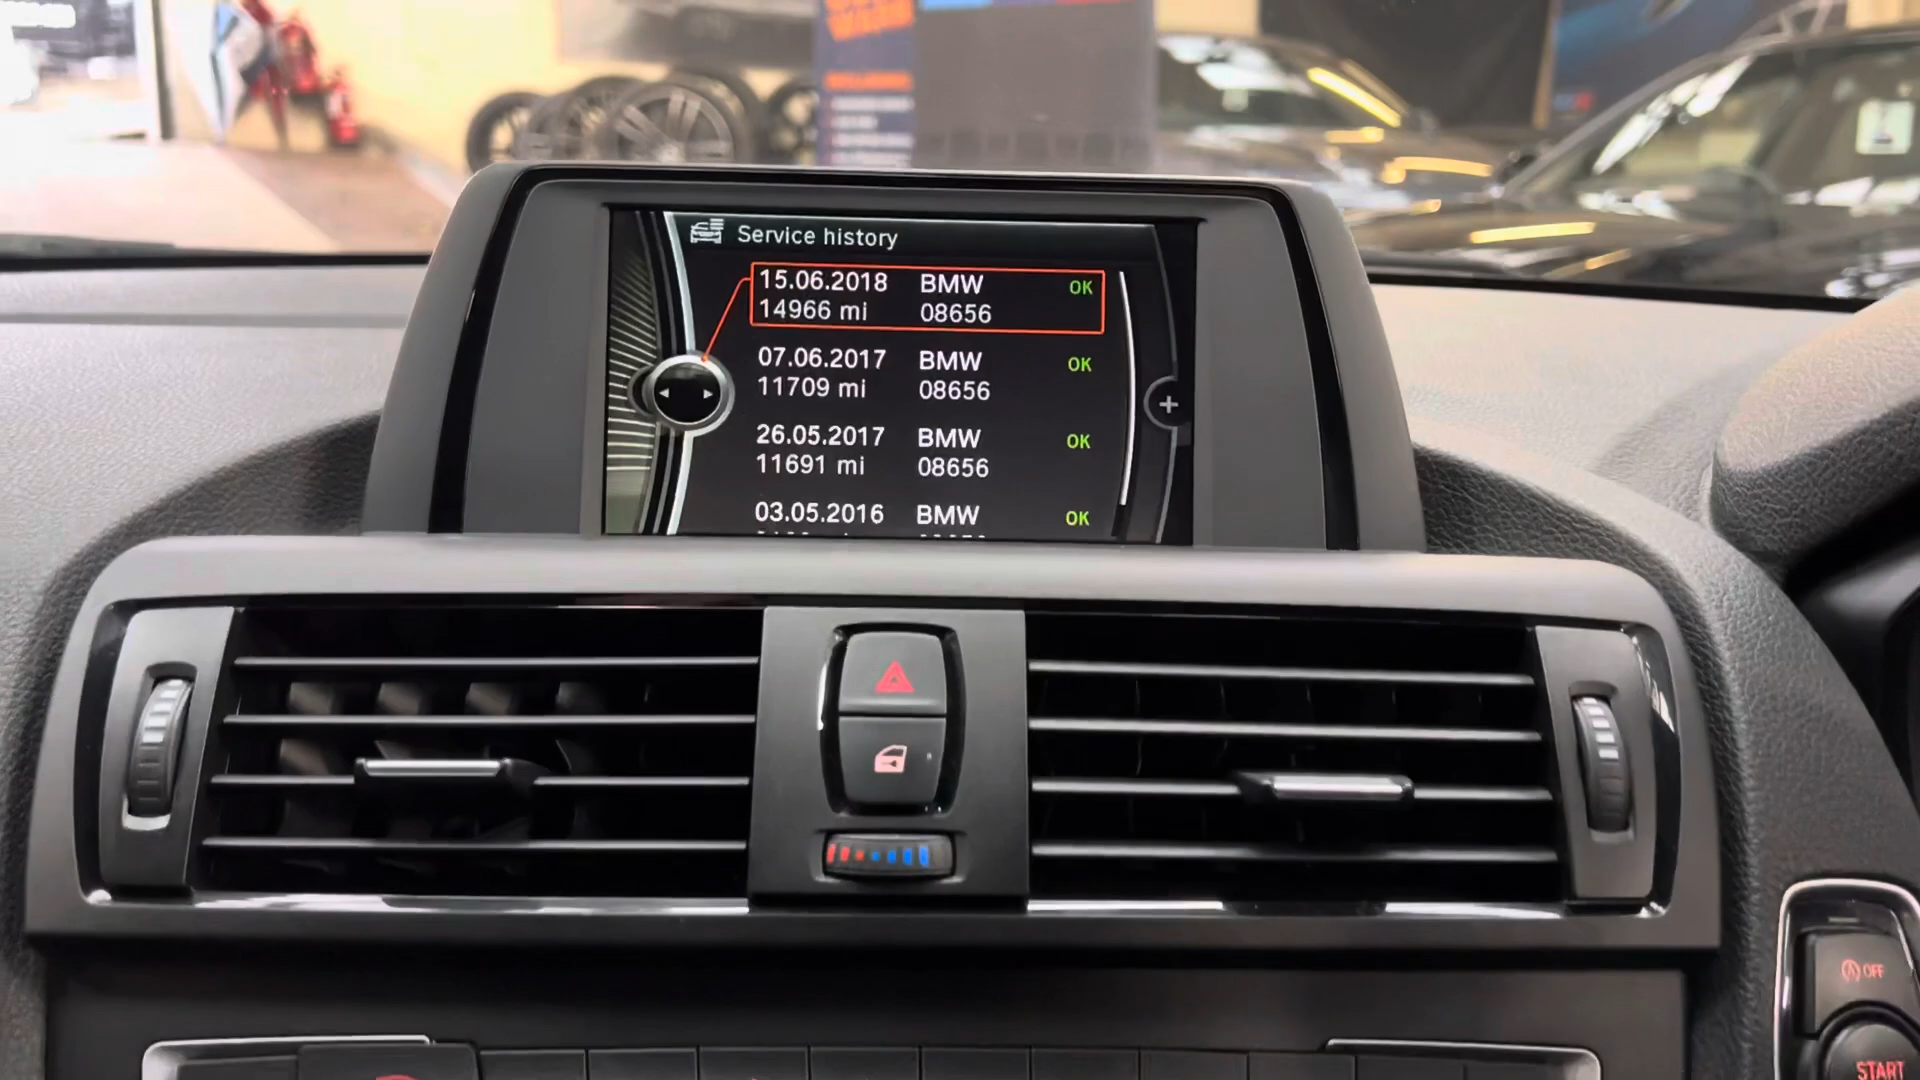 Service history
15.06.2018 BMW OK
14966 mi 08656
07.06.2017 BMW OK
11709 mi 08656
26.05.2017 BMW OK
11691 mi 08656
03.05.2016 BMW OK
OFF
START